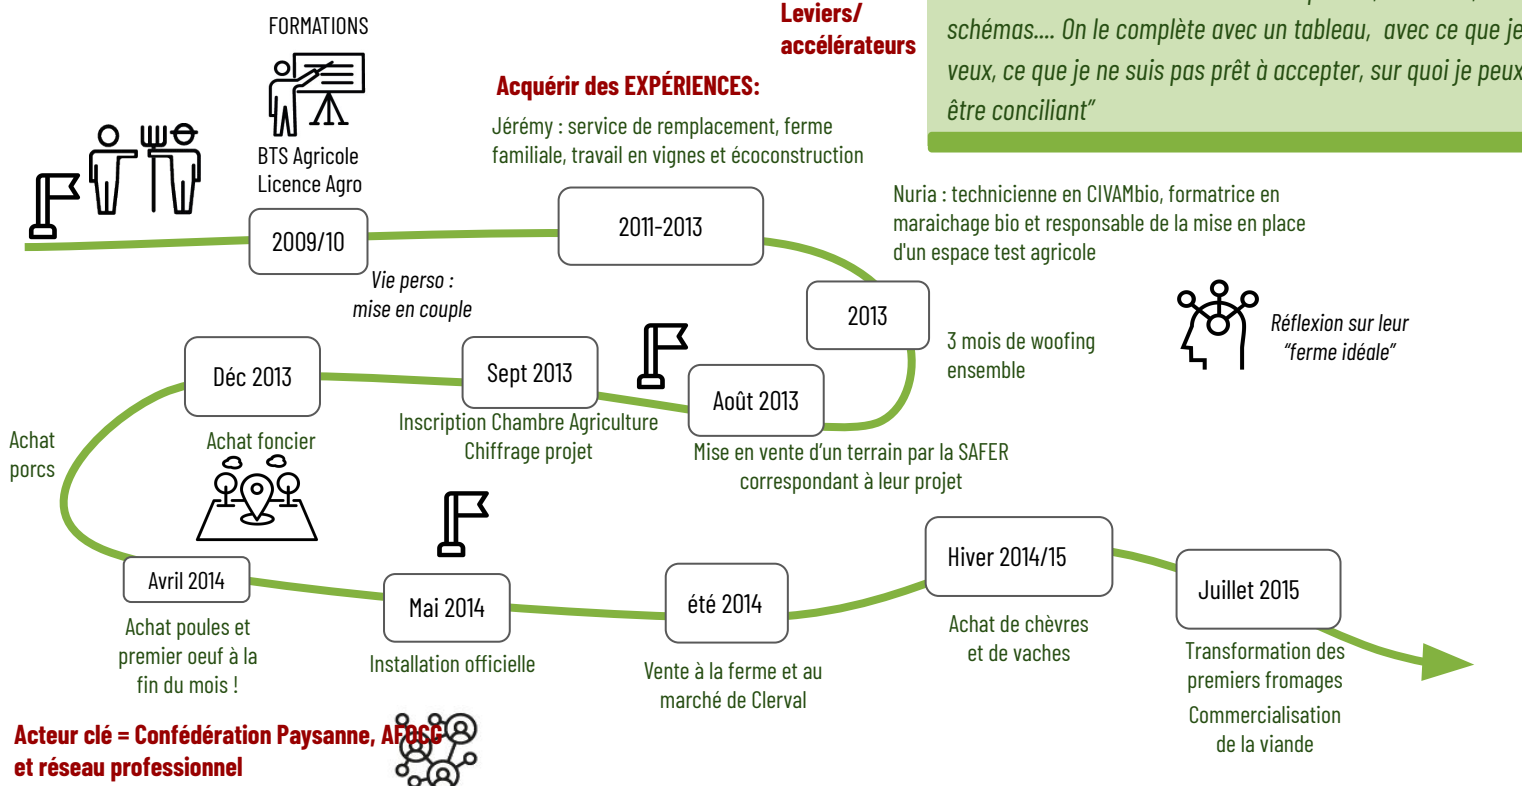 FORMATIONS
BTS Agricole
Licence Agro
2009/10
Vie perso :
mise en couple
Leviers/
accélérateurs
schémas.... On le complète avec un tableau, avec ce que je
veux, ce que je ne suis pas prêt à accepter, sur quoi je peux
être conciliant”
Acquérir des EXPÉRIENCES:
Jérémy : service de remplacement, ferme
familiale, travail en vignes et écoconstruction
2011-2013
Nuria : technicienne en CIVAMbio, formatrice en
maraichage bio et responsable de la mise en place
d'un espace test agricole
2013
3 mois de woofing
ensemble
Réflexion sur leur
“ferme idéale”
Août 2013
Mise en vente d’un terrain par la SAFER
correspondant à leur projet
Sept 2013
Inscription Chambre Agriculture
Chiffrage projet
Déc 2013
Achat foncier
Achat
porcs
Avril 2014
Achat poules et
premier oeuf à la
fin du mois !
Mai 2014
Installation officielle
été 2014
Vente à la ferme et au
marché de Clerval
Hiver 2014/15
Achat de chèvres
et de vaches
Juillet 2015
Transformation des
premiers fromages
Commercialisation
de la viande
Acteur clé = Confédération Paysanne,
et réseau professionnel